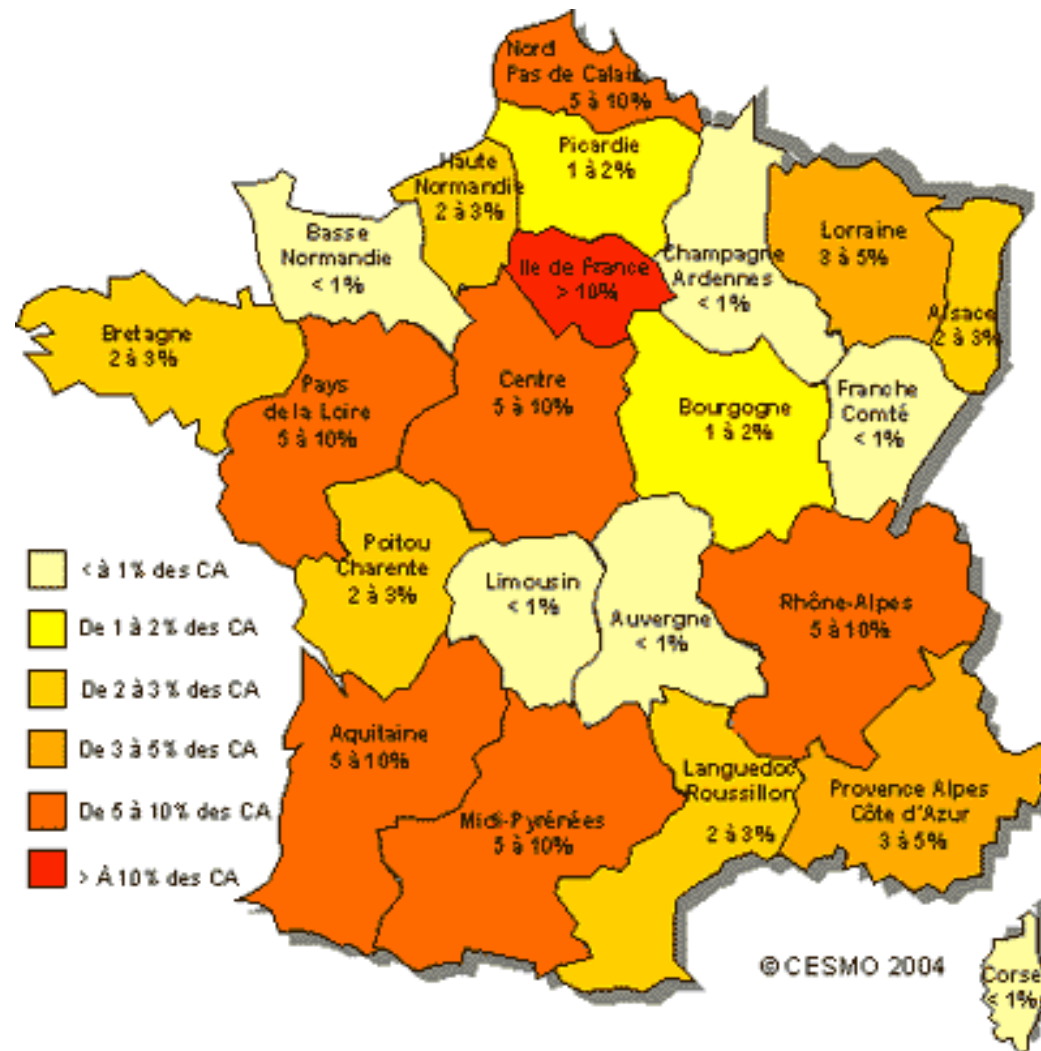 Nord
Pas de Calais
5 à 10%
Picardie
1 à 2%
Haute
Normandie
2 à 3%
Basse
Normandie
< 1%
Ile de France
> 10%
Champagne
Ardennes
< 1%
Lorraine
3 à 5%
Alsace
2 à 3%
Bretagne
2 à 3%
Pays
de la Loire
5 à 10%
Centre
5 à 10%
Bourgogne
1 à 2%
Franche
Comté
< 1%
Poitou
Charente
2 à 3%
Limousin
< 1%
Auvergne
< 1%
Rhône-Alpes
5 à 10%
Aquitaine
5 à 10%
Midi-Pyrénées
5 à 10%
Languedoc
Roussillon
2 à 3%
Provence Alpes
Côte d'Azur
3 à 5%
Corse
< 1%
< à 1% des CA
De 1 à 2% des CA
De 2 à 3% des CA
De 3 à 5% des CA
De 5 à 10% des CA
> À 10% des CA
© CESMO 2004